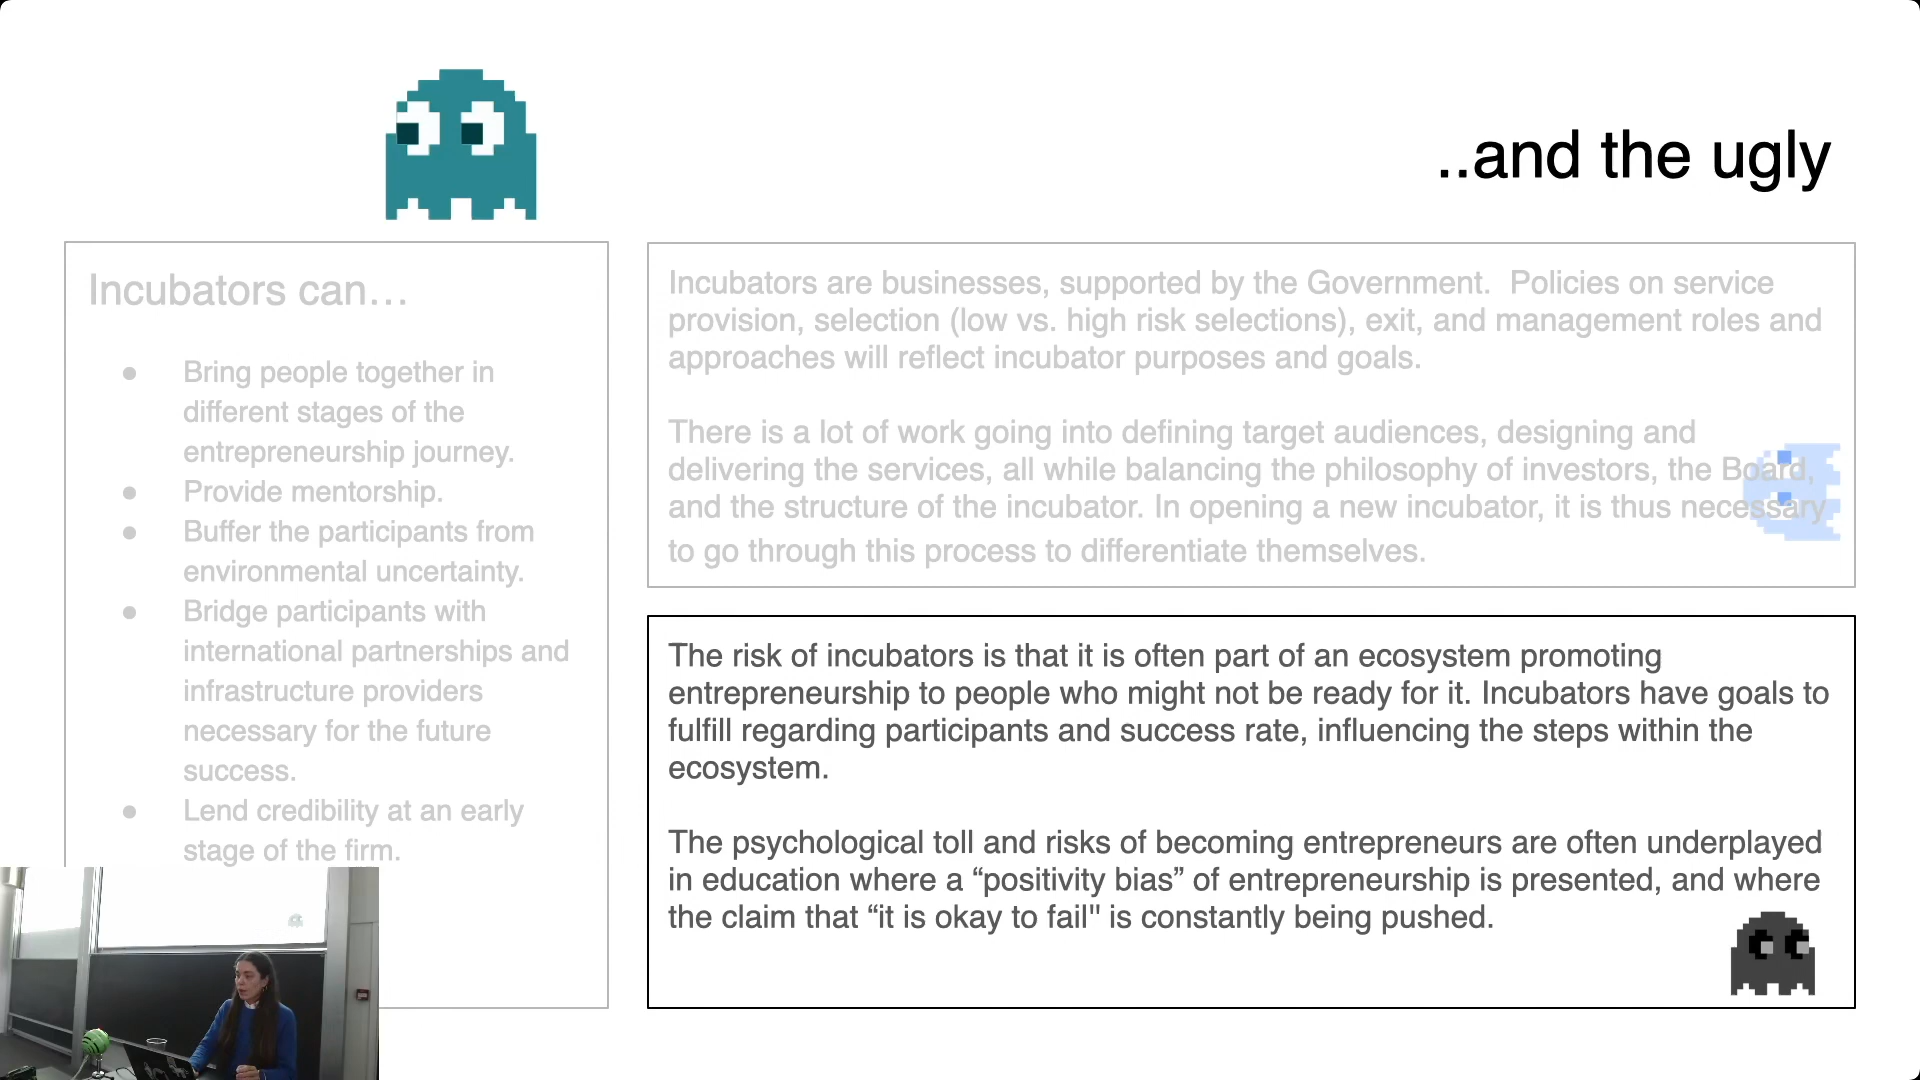 ..and the ugly
Incubators can…
● Bring people together in
different stages of the
entrepreneurship journey.
● Provide mentorship.
● Buffer the participants from
environmental uncertainty.
● Bridge participants with
international partnerships and
infrastructure providers
necessary for the future
success.
● Lend credibility at an early
stage of the firm.
Incubators are businesses, supported by the Government.  Policies on service
provision, selection (low vs. high risk selections), exit, and management roles and
approaches will reflect incubator purposes and goals.
There is a lot of work going into defining target audiences, designing and
delivering the services, all while balancing the philosophy of investors, the Board,
and the structure of the incubator. In opening a new incubator, it is thus necessary
to go through this process to differentiate themselves.
The risk of incubators is that it is often part of an ecosystem promoting
entrepreneurship to people who might not be ready for it. Incubators have goals to
fulfill regarding participants and success rate, influencing the steps within the
ecosystem.
The psychological toll and risks of becoming entrepreneurs are often underplayed
in education where a “positivity bias” of entrepreneurship is presented, and where
the claim that “it is okay to fail" is constantly being pushed.